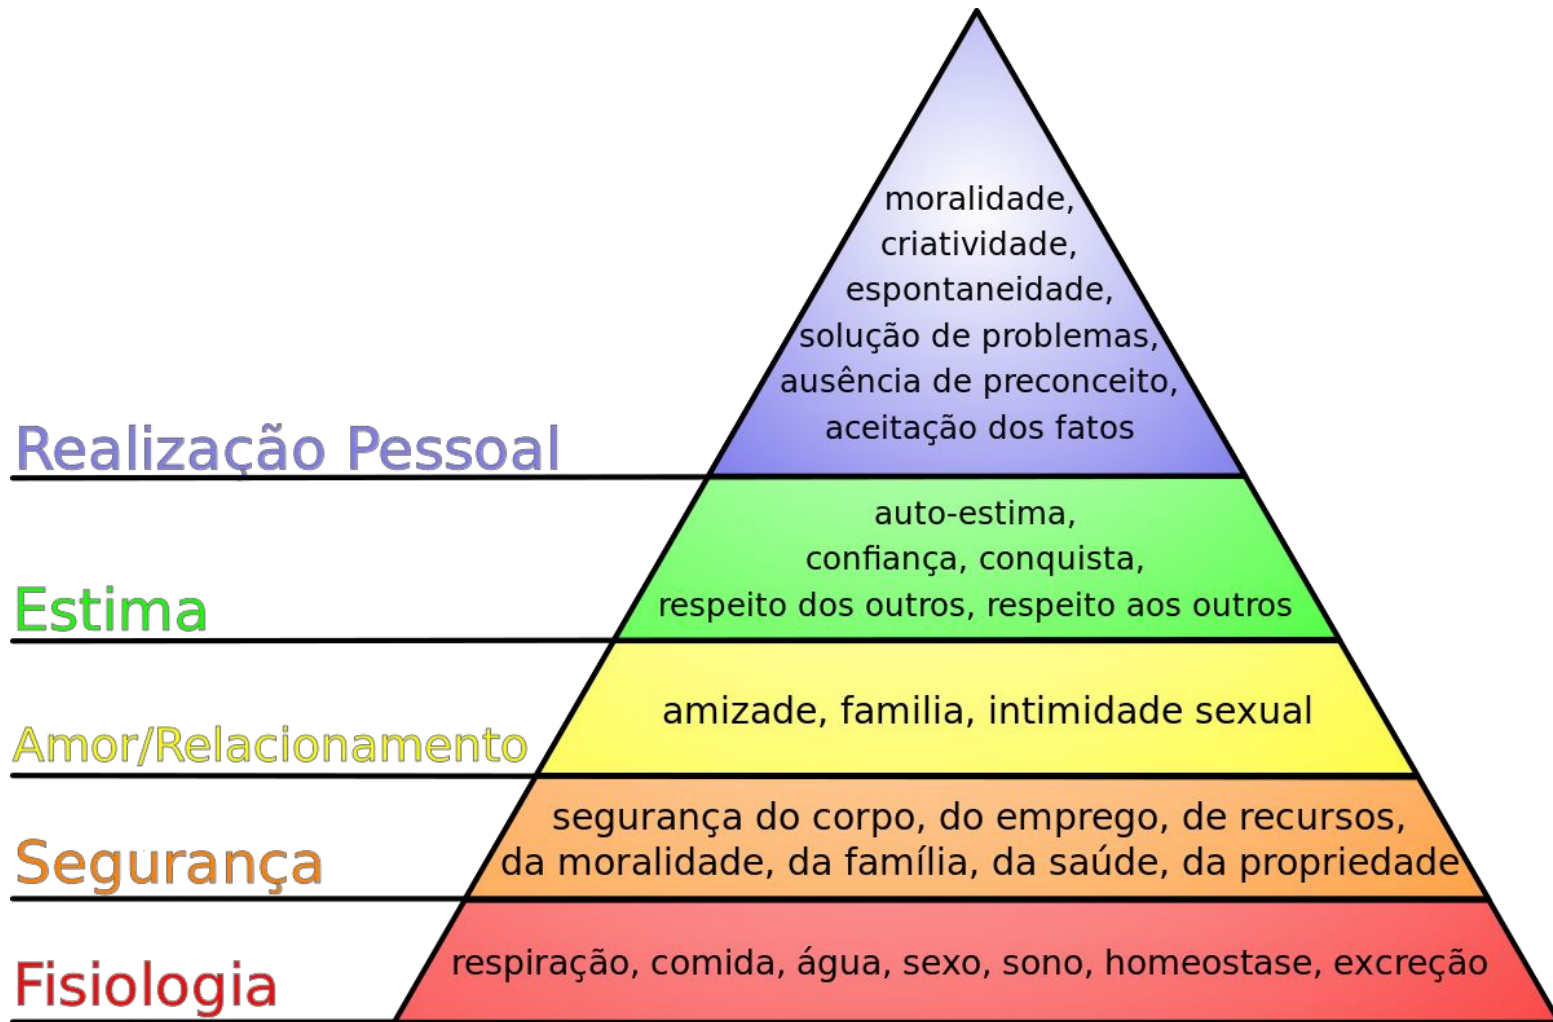 moralidade,
criatividade,
espontaneidade,
solução de problemas,
ausência de preconceito,
aceitação dos fatos
Realização Pessoal
auto-estima,
confiança, conquista,
respeito dos outros, respeito aos outros
Estima
amizade, familia, intimidade sexual
Amor/Relacionamento
segurança do corpo, do emprego, de recursos,
da moralidade, da família, da saúde, da propriedade
Segurança
respiração, comida, água, sexo, sono, homeostase, excreção
Fisiologia